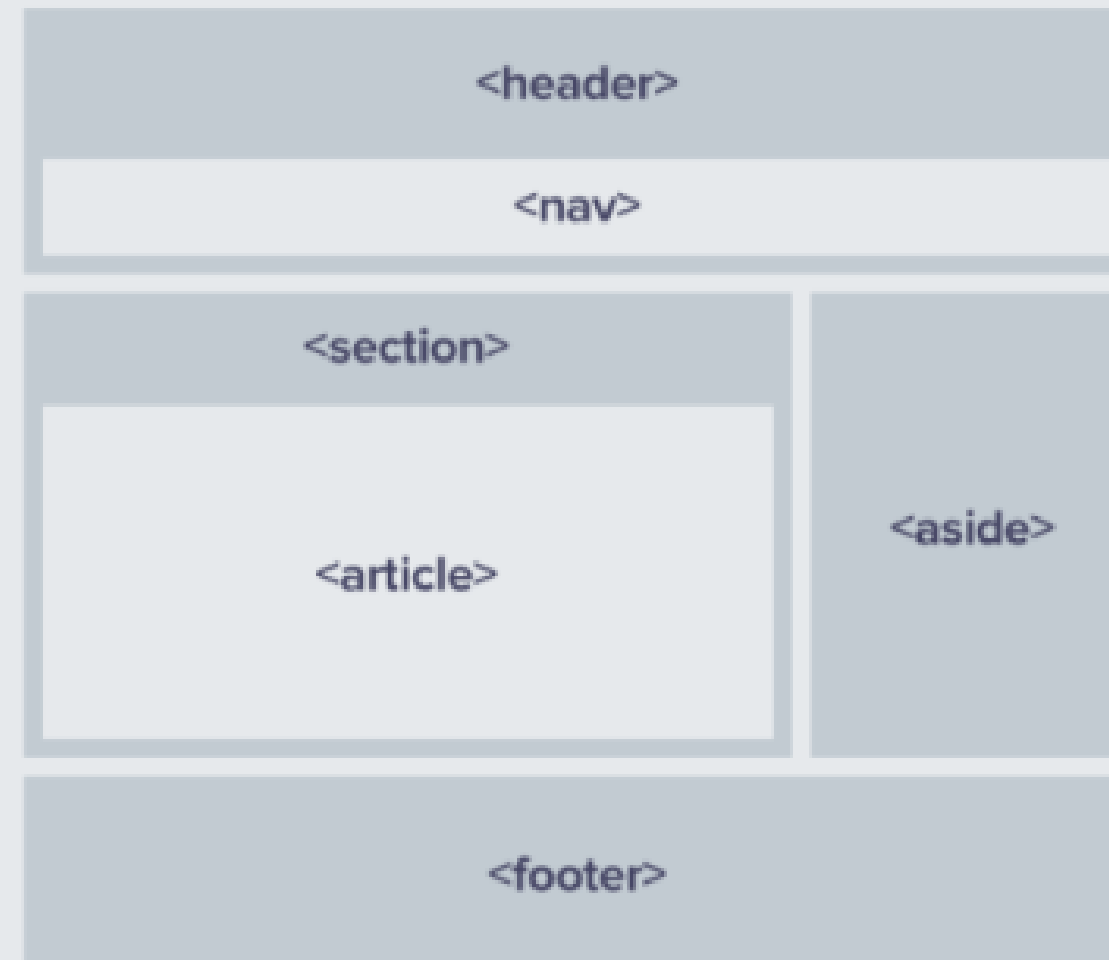 <header>
<nav>
<section>
<article>
<aside>
<footer>